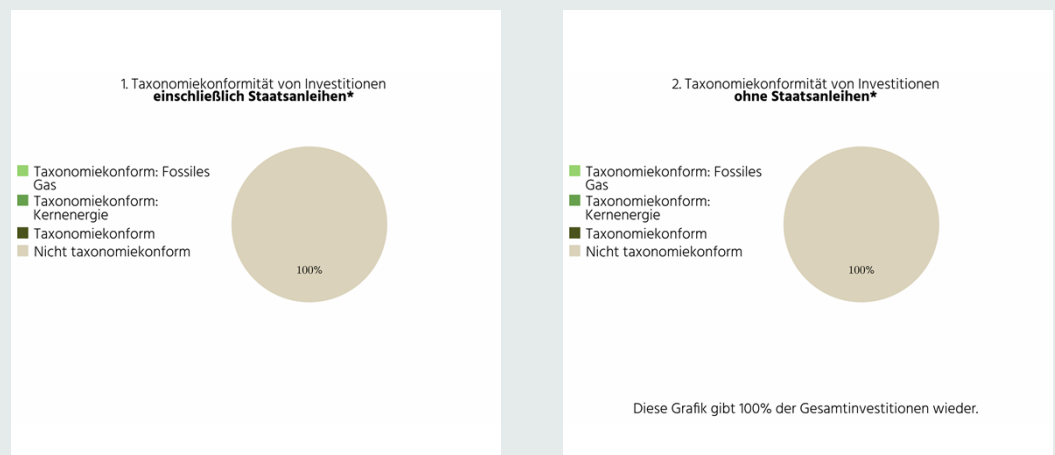 1. Taxonomiekonformität von Investitionen
einschließlich Staatsanleihen*
Taxonomiekonform: Fossiles
Gas
Taxonomiekonform:
Kernenergie
Taxonomiekonform
Nicht taxonomiekonform
100%
2. Taxonomiekonformität von Investitionen
ohne Staatsanleihen*
Taxonomiekonform: Fossiles
Gas
Taxonomiekonform:
Kernenergie
Taxonomiekonform
Nicht taxonomiekonform
100%
Diese Grafik gibt 100% der Gesamtinvestitionen wieder.